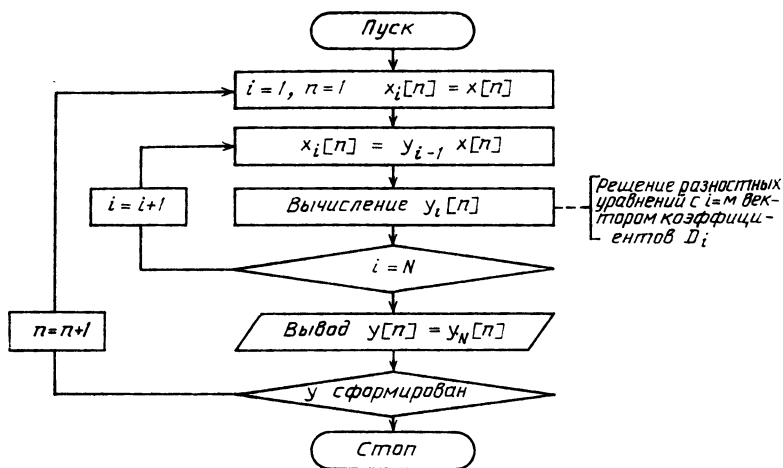 Пуск
i = 1, n = 1 x_i[n] = x[n]
x_i[n] = y_{i-1} x[n]
i = i+1
Вычисление y_i[n]
Решение разностных
уравнений с i=м век-
тором коэффици-
ентов D_i
i = N
n=n+1
Вывод y[n] = y_N[n]
y сформирован
Стоп